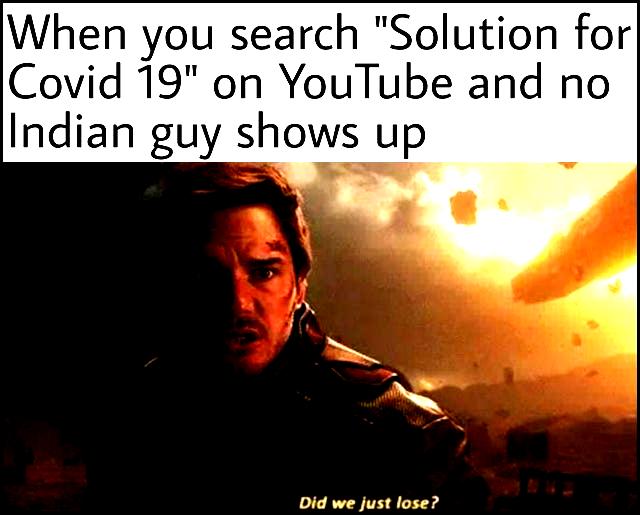 When you search "Solution for
Covid 19" on YouTube and no
Indian guy shows up
Did we just lose?